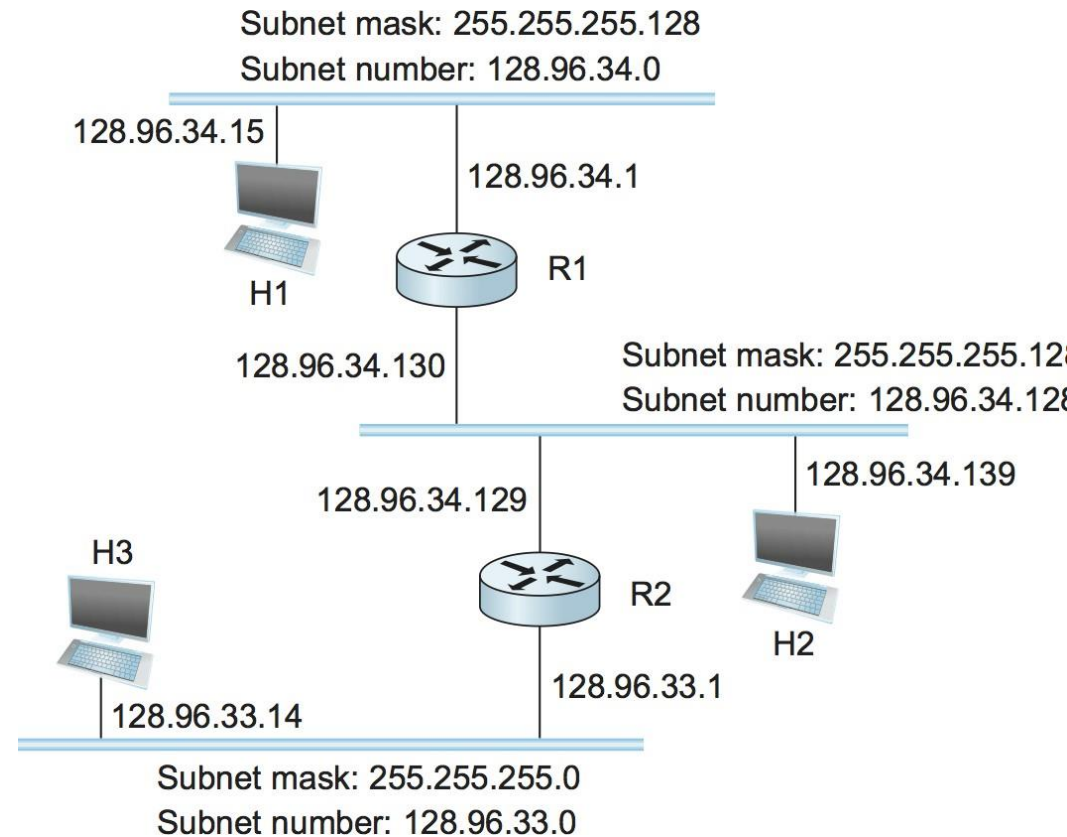 Subnet mask: 255.255.255.128
Subnet number: 128.96.34.0
128.96.34.15
128.96.34.1
H1
R1
128.96.34.130
Subnet mask: 255.255.255.128
Subnet number: 128.96.34.128
128.96.34.139
128.96.34.129
H3
R2
H2
128.96.33.1
128.96.33.14
Subnet mask: 255.255.255.0
Subnet number: 128.96.33.0